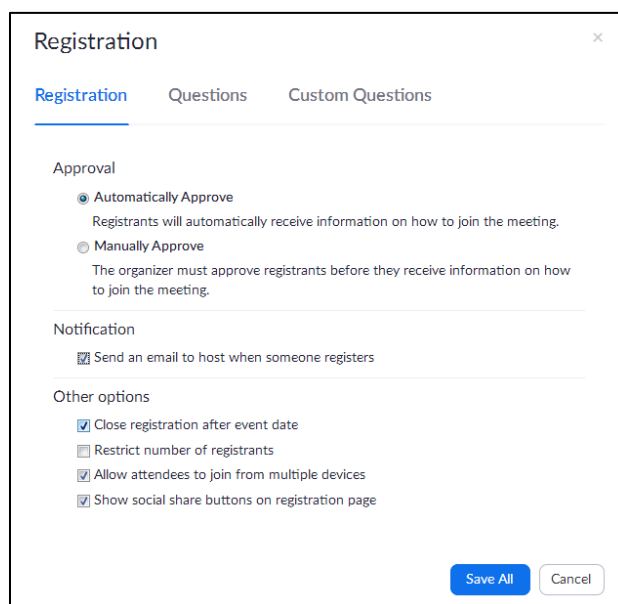 Registration
×
Registration Questions Custom Questions
Approval
Automatically Approve
Registrants will automatically receive information on how to join the meeting.
Manually Approve
The organizer must approve registrants before they receive information on how
to join the meeting.
Notification
Send an email to host when someone registers
Other options
Close registration after event date
Restrict number of registrants
Allow attendees to join from multiple devices
Show social share buttons on registration page
Save All Cancel